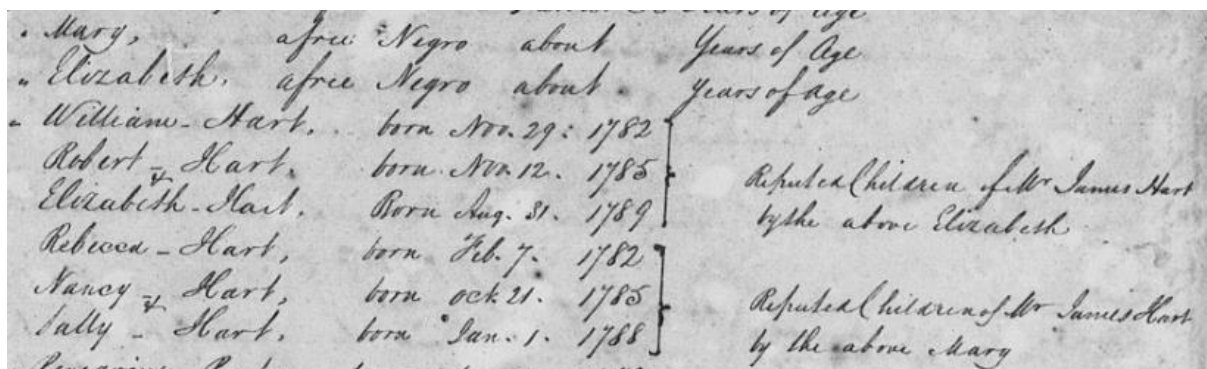 Years of Age
Mary, a free Negro about Years of Age
Elizabeth, a free Negro about years of age
William - Hart, born Nov. 29: 1782
Robert & Hart, born Nov. 12. 1785 Reputed Children of Mr James Hart
Elizabeth - Hart, Born Aug. 31. 1789 by the above Elizabeth
Rebecca - Hart, born Feb. 7. 1782
Nancy & Hart, born Oct. 21. 1785 Reputed Children of Mr James Hart
Sally - Hart, born Jan. 1. 1788 by the above Mary